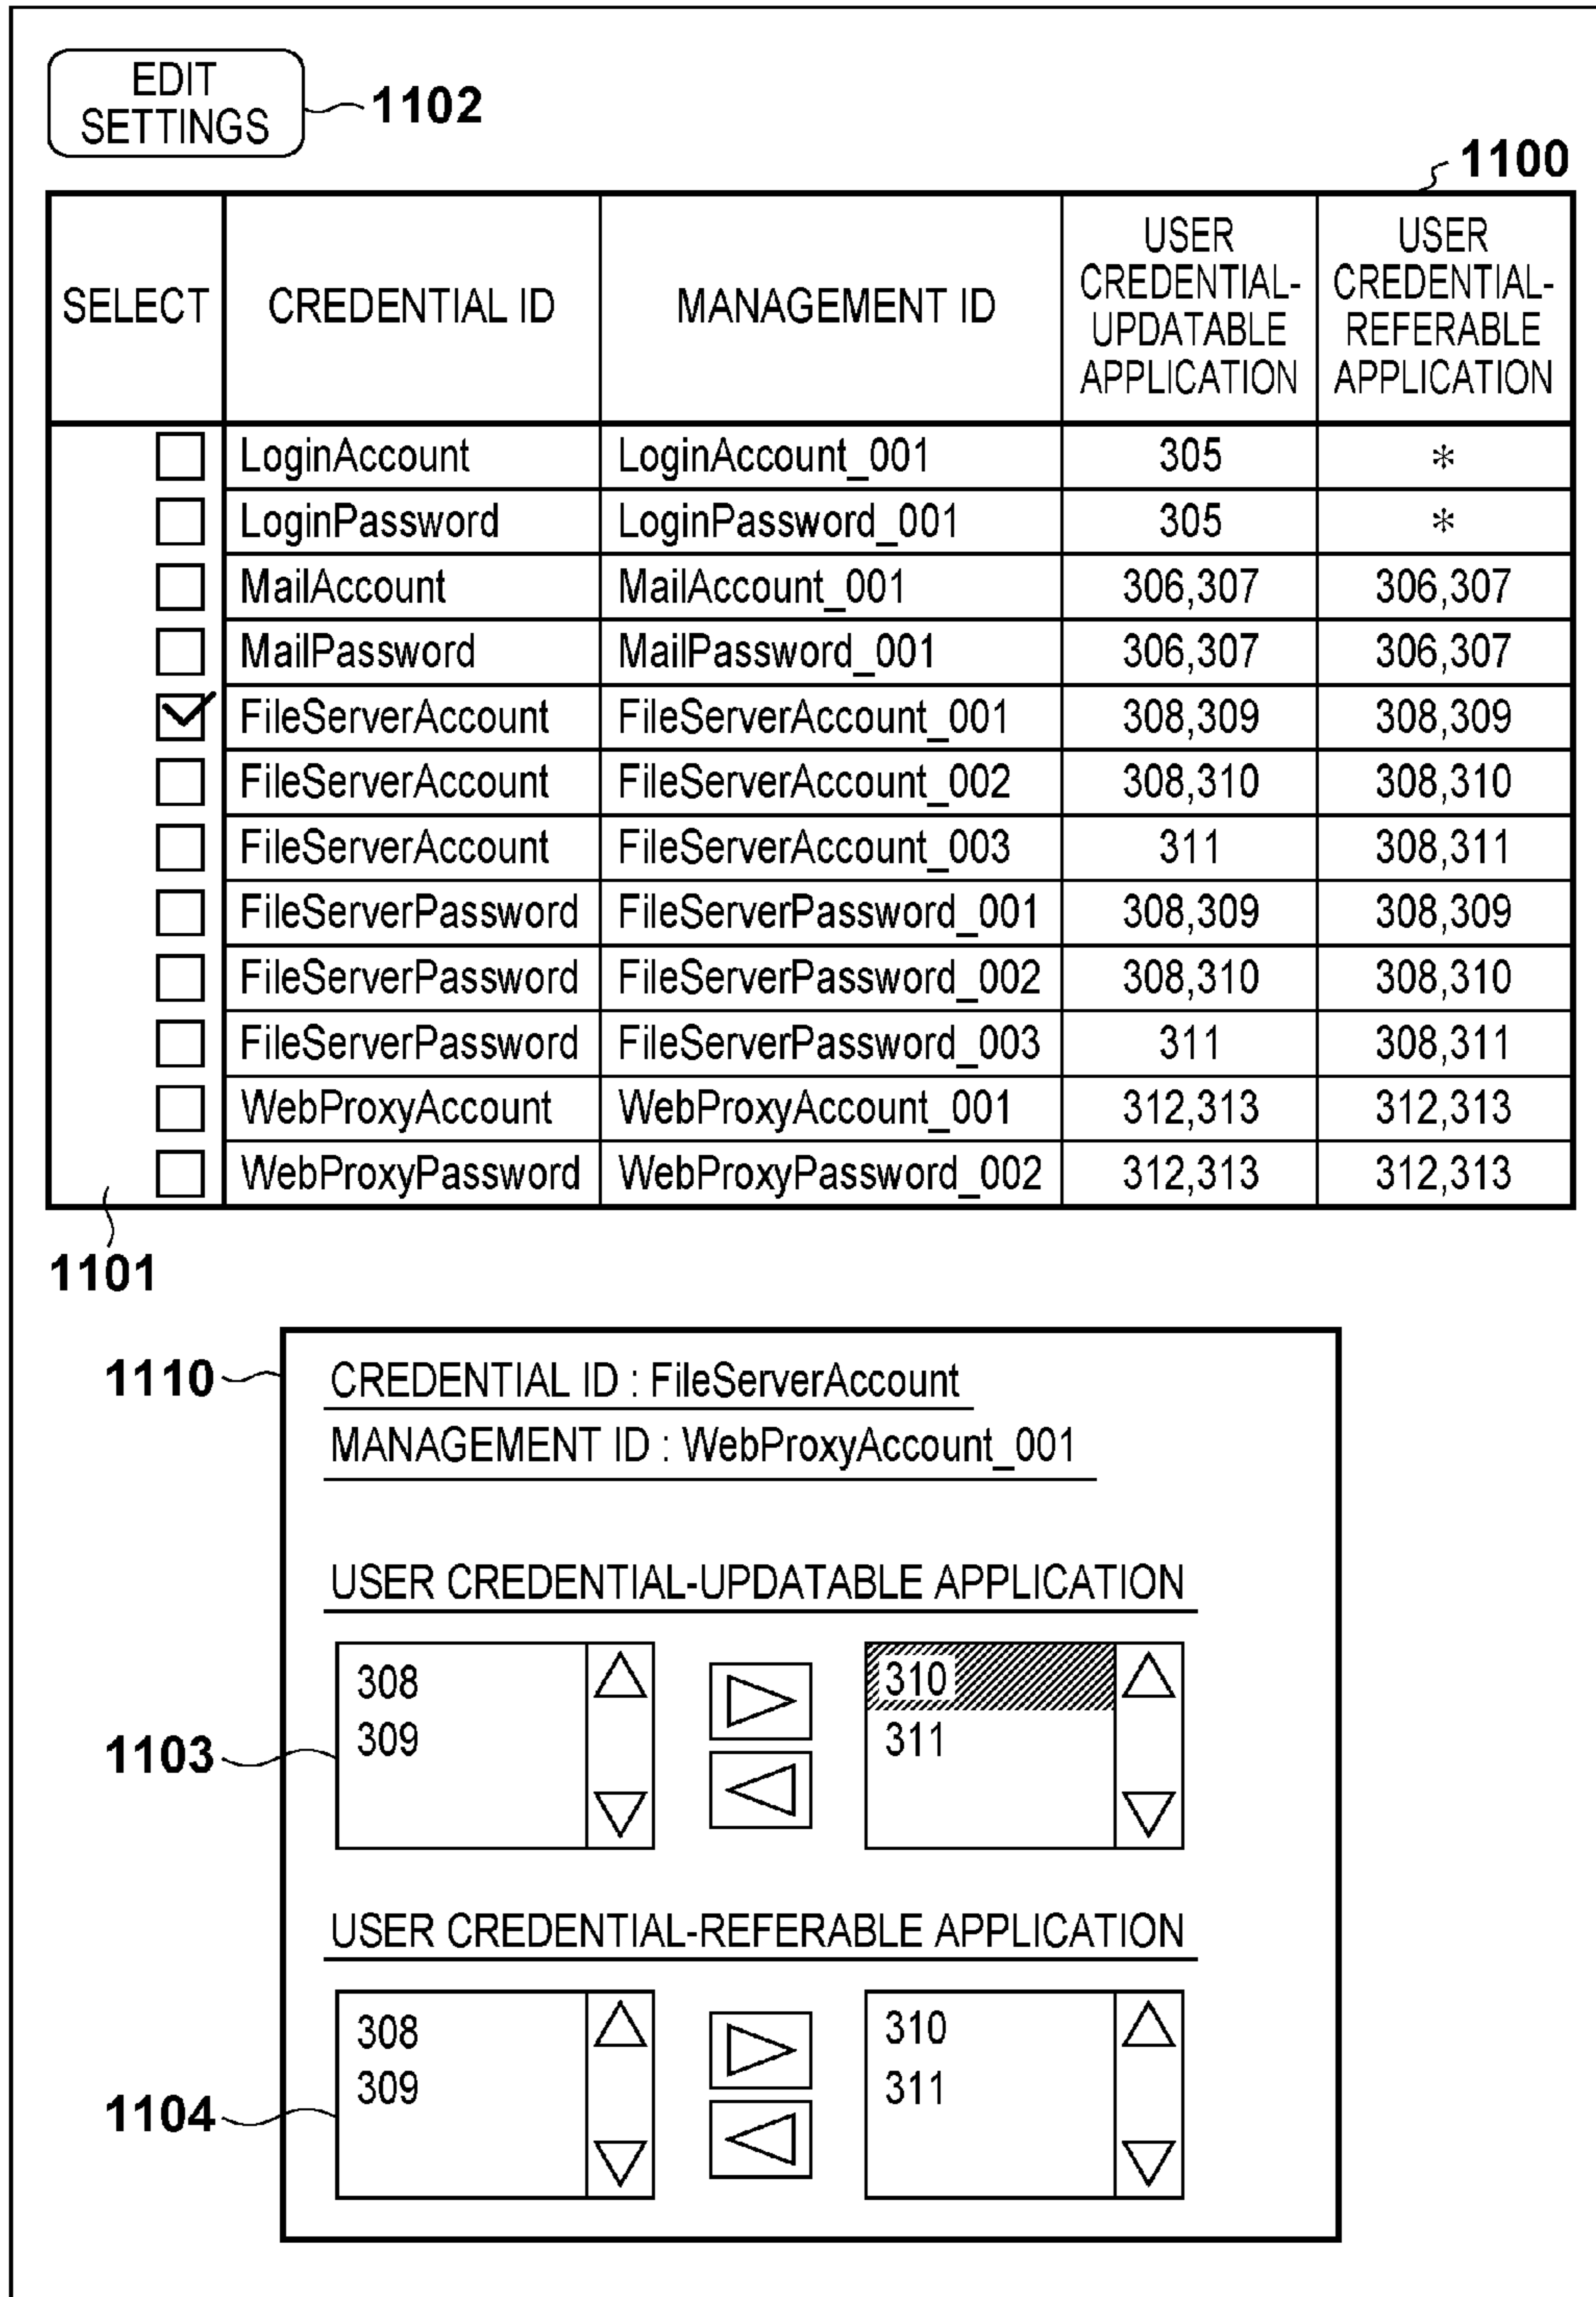 EDIT
SETTINGS
1102
1100
SELECT CREDENTIAL ID MANAGEMENT ID USER CREDENTIAL-UPDATABLE APPLICATION USER CREDENTIAL-REFERABLE APPLICATION
LoginAccount LoginAccount_001 305 *
LoginPassword LoginPassword_001 305 *
MailAccount MailAccount_001 306,307 306,307
MailPassword MailPassword_001 306,307 306,307
FileServerAccount FileServerAccount_001 308,309 308,309
FileServerAccount FileServerAccount_002 308,310 308,310
FileServerAccount FileServerAccount_003 311 308,311
FileServerPassword FileServerPassword_001 308,309 308,309
FileServerPassword FileServerPassword_002 308,310 308,310
FileServerPassword FileServerPassword_003 311 308,311
WebProxyAccount WebProxyAccount_001 312,313 312,313
WebProxyPassword WebProxyPassword_002 312,313 312,313
1101
1110
CREDENTIAL ID : FileServerAccount
MANAGEMENT ID : WebProxyAccount_001
USER CREDENTIAL-UPDATABLE APPLICATION
308 310
309 311
1103
USER CREDENTIAL-REFERABLE APPLICATION
308 310
309 311
1104